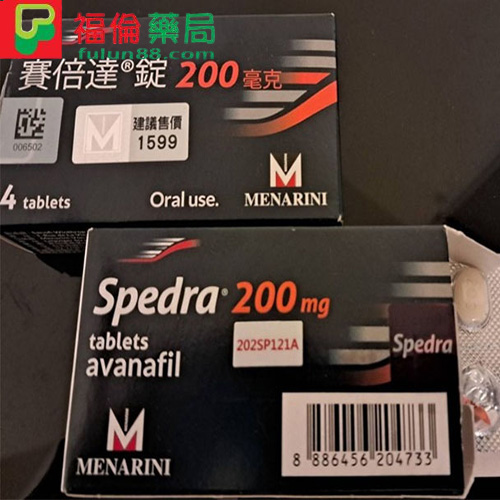 福倫藥局
fulun88.com
賽倍達®錠 200毫克
建議售價
1599
006502
4 tablets
Oral use.
MENARINI
Spedra® 200 mg
tablets
avanafil
202SP121A
Spedra
MENARINI
8 886456 204733